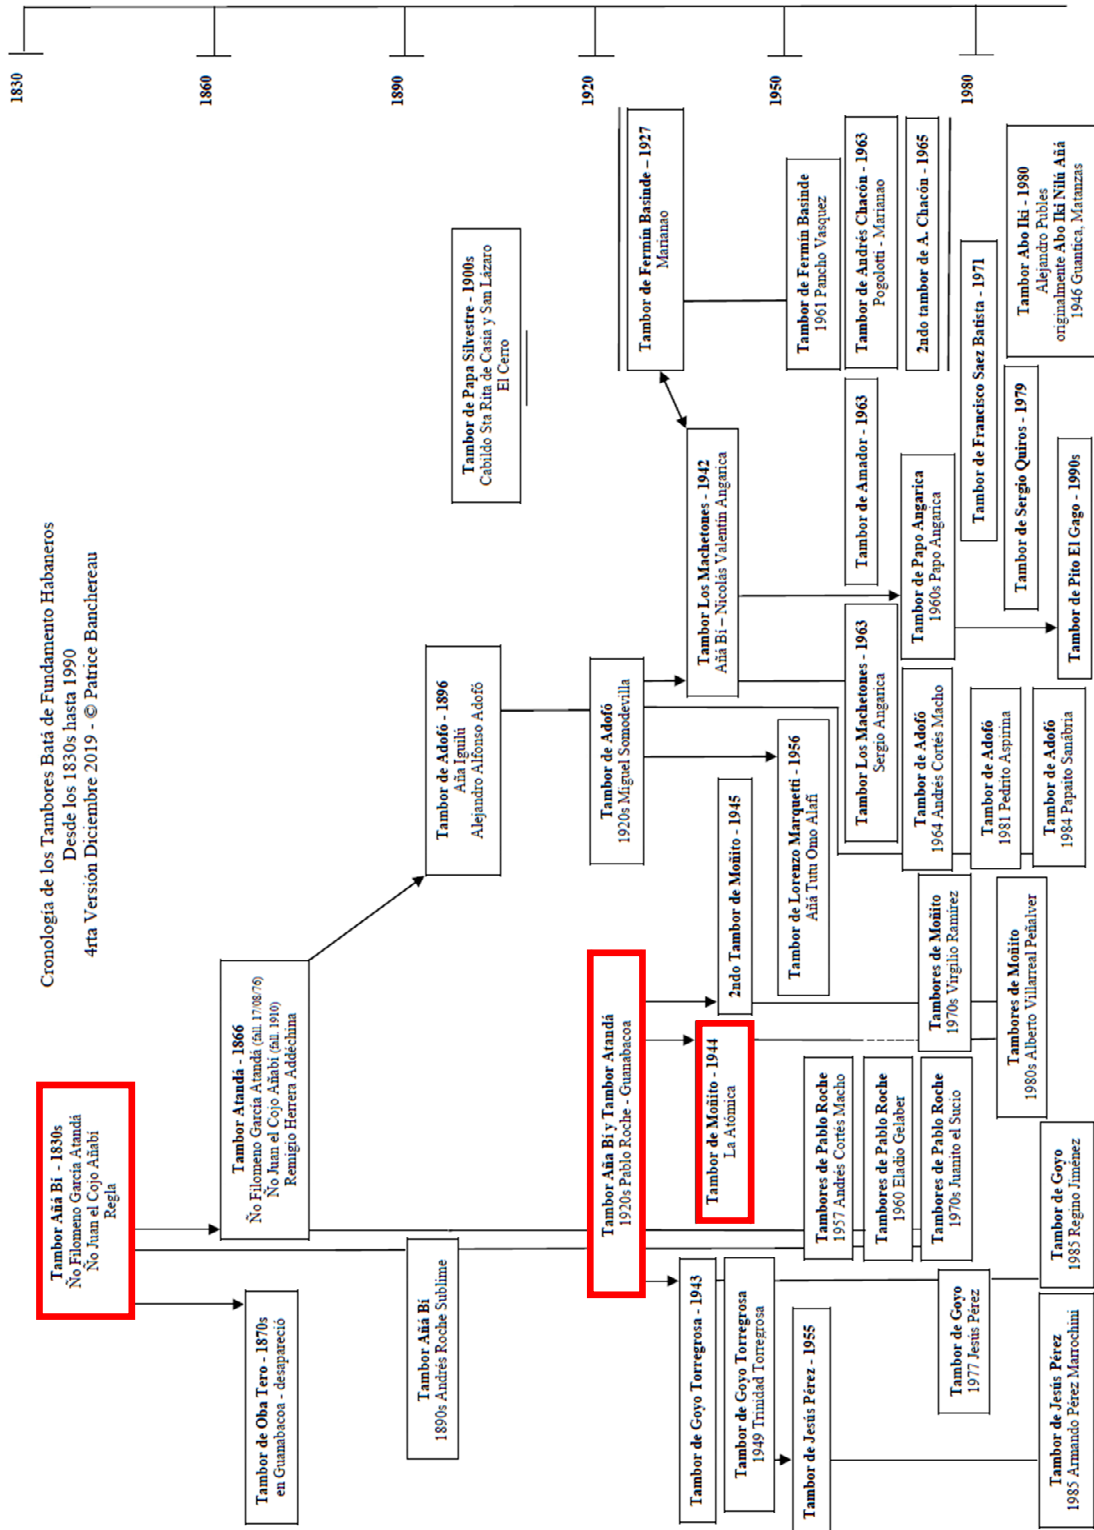 Cronología de los Tambores Batá de Fundamento Habaneros
Desde los 1830s hasta 1990
4rta Versión Diciembre 2019 - © Patrice Banchereau
1830
1860
1890
1920
1950
1980
Tambor Añá Bí - 1830s
Ño Filomeno García Atandá
Ño Juan el Cojo Añabí
Regla
Tambor de Oba Tero - 1870s
en Guanabacoa - desapareció
Tambor Atandá - 1866
Ño Filomeno García Atandá (fall. 17/08/76)
Ño Juan el Cojo Añabí (fall. 1910)
Remigio Herrera Addéchina
Tambor Añá Bí
1890s Andrés Roche Sublime
Tambor de Adofó - 1896
Aña Iguilú
Alejandro Alfonso Adofó
Tambor de Papa Silvestre - 1900s
Cabildo Sta Rita de Casia y San Lázaro
El Cerro
Tambor Aña Bí y Tambor Atandá
1920s Pablo Roche - Guanabacoa
Tambor de Adofó
1920s Miguel Somodevilla
Tambor de Fermín Basinde – 1927
Marianao
Tambor de Goyo Torregrosa - 1943
Tambor de Moñito - 1944
La Atómica
2ndo Tambor de Moñito - 1945
Tambor Los Machetones - 1942
Añá Bí – Nicolás Valentín Angarica
Tambor de Goyo Torregrosa
1949 Trinidad Torregrosa
Tambor de Jesús Pérez - 1955
Tambor de Lorenzo Marquetti - 1956
Añá Tutu Omo Alafi
Tambor de Fermín Basinde
1961 Pancho Vasquez
Tambores de Pablo Roche
1957 Andrés Cortés Macho
Tambor Los Machetones - 1963
Sergio Angarica
Tambor de Amador - 1963
Tambor de Andrés Chacón - 1963
Pogolotti - Marianao
Tambores de Pablo Roche
1960 Eladio Gelaber
Tambor de Adofó
1964 Andrés Cortés Macho
Tambor de Papo Angarica
1960s Papo Angarica
2ndo tambor de A. Chacón - 1965
Tambores de Pablo Roche
1970s Juanito el Sucio
Tambores de Moñito
1970s Virgilio Ramírez
Tambor de Francisco Saez Batista - 1971
Tambor de Goyo
1977 Jesús Pérez
Tambores de Moñito
1980s Alberto Villarreal Peñalver
Tambor de Adofó
1981 Pedrito Aspirina
Tambor de Sergio Quiros - 1979
Tambor Abo Iki - 1980
Alejandro Publes
originalmente Abo Iki Nilú Añá
1946 Guantica, Matanzas
Tambor de Jesús Pérez
1985 Armando Pérez Marrochini
Tambor de Goyo
1985 Regino Jiménez
Tambor de Adofó
1984 Papaito Sanábria
Tambor de Pito El Gago - 1990s